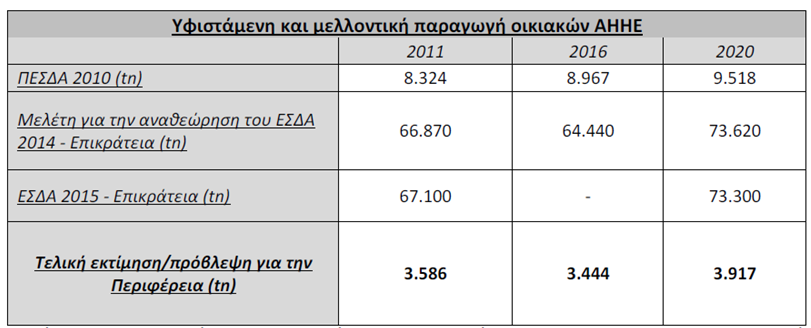 Υφιστάμενη και μελλοντική παραγωγή οικιακών ΑΗΗΕ
2011 2016 2020
ΠΕΣΔΑ 2010 (tn) 8.324 8.967 9.518
Μελέτη για την αναθεώρηση του ΕΣΔΑ
2014 - Επικράτεια (tn) 66.870 64.440 73.620
ΕΣΔΑ 2015 - Επικράτεια (tn) 67.100 - 73.300
Τελική εκτίμηση/πρόβλεψη για την
Περιφέρεια (tn) 3.586 3.444 3.917